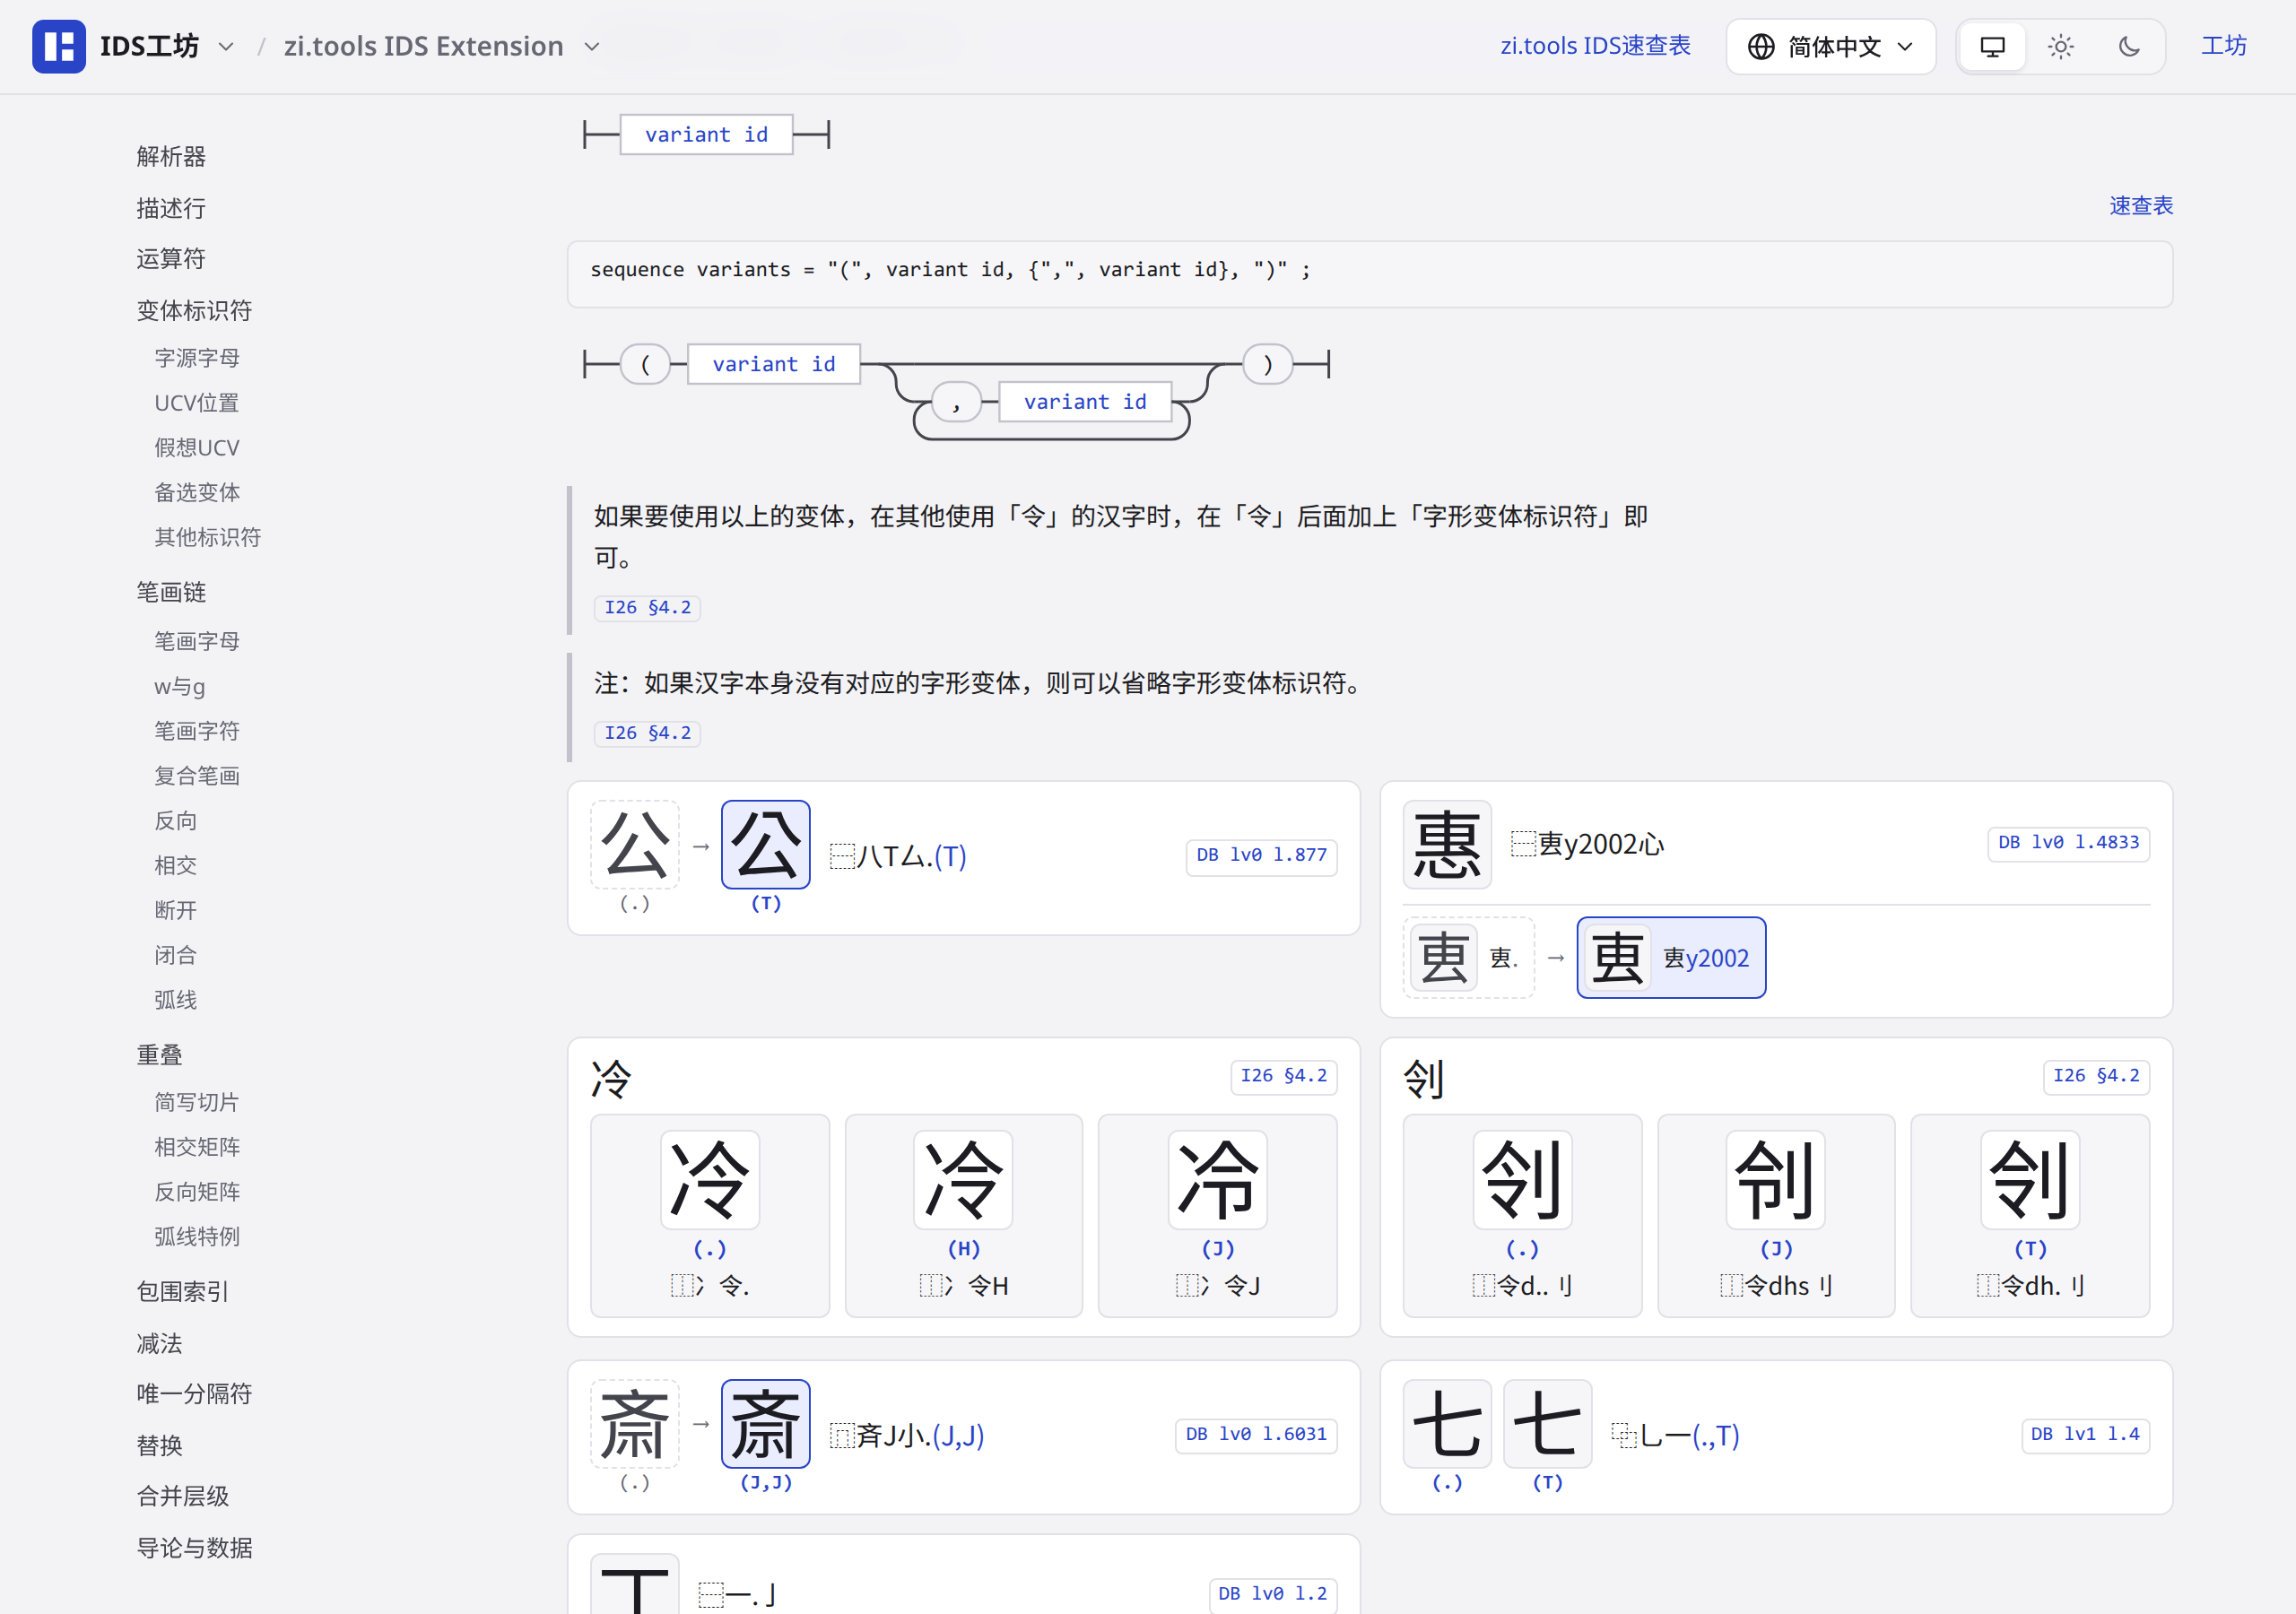 IDS工坊 / zi.tools IDS Extension
zi.tools IDS速查表 简体中文 工坊
解析器
描述行
运算符
变体标识符
字源字母
UCV位置
假想UCV
备选变体
其他标识符
笔画链
笔画字母
w与g
笔画字符
复合笔画
反向
相交
断开
闭合
弧线
重叠
简写切片
相交矩阵
反向矩阵
弧线特例
包围索引
减法
唯一分隔符
替换
合并层级
导论与数据
variant id
速查表
sequence variants = "(", variant id, {",", variant id}, ")" ;
( variant id )
, variant id
如果要使用以上的变体，在其他使用「令」的汉字时，在「令」后面加上「字形变体标识符」即
可。
I26 §4.2
注：如果汉字本身没有对应的字形变体，则可以省略字形变体标识符。
I26 §4.2
公 → 公 ⿱八T厶.(T) DB lv0 l.877
(.) (T)
惠 ⿱叀y2002心 DB lv0 l.4833
叀 叀. → 叀 叀y2002
冷 I26 §4.2
冷 冷 冷
(.) (H) (J)
⿰冫令. ⿰冫令H ⿰冫令J
刢 I26 §4.2
刢 刢 刢
(.) (J) (T)
⿰令d..刂 ⿰令dhs刂 ⿰令dh.刂
斋 → 斋 ⿵斉J小.(J,J) DB lv0 l.6031
(.) (J,J)
七 七 ⿻乚一(.,T) DB lv1 l.4
(.) (T)
⿱一.亅 DB lv0 l.2